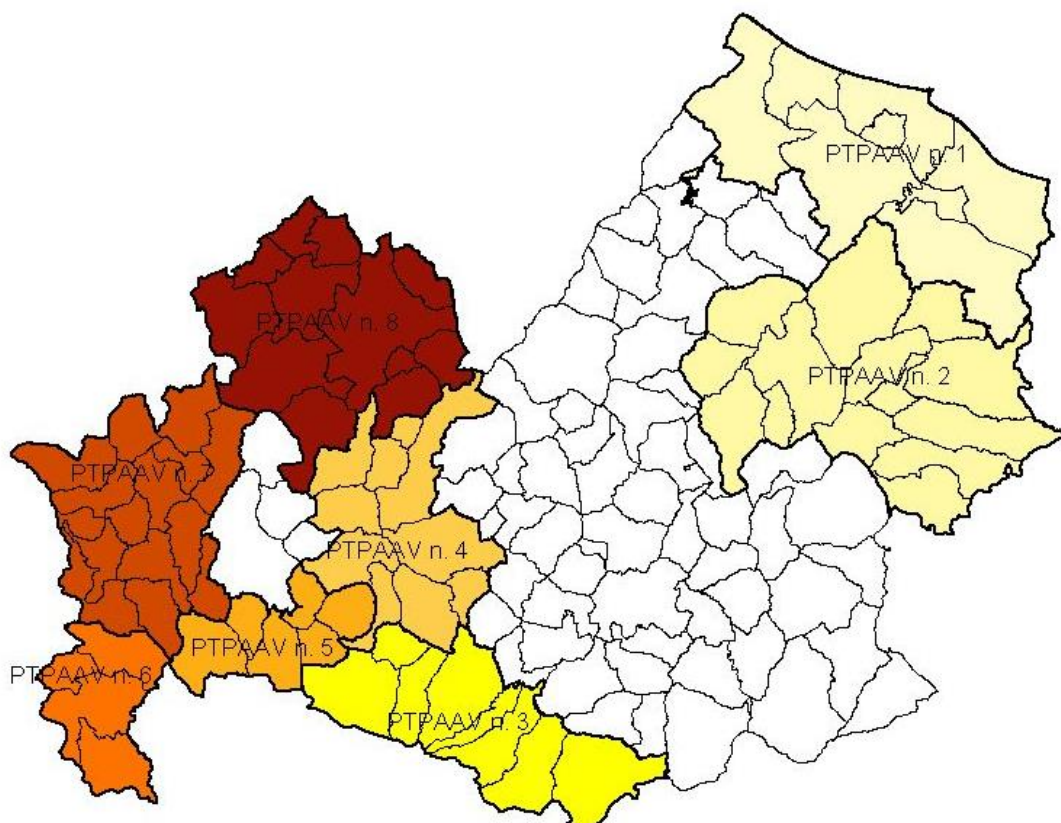 PTPAAV n. 1
PTPAAV n. 8
PTPAAV n. 2
PTPAAV n. 7
PTPAAV n. 4
PTPAAV n. 5
PTPAAV n. 6
PTPAAV n. 3